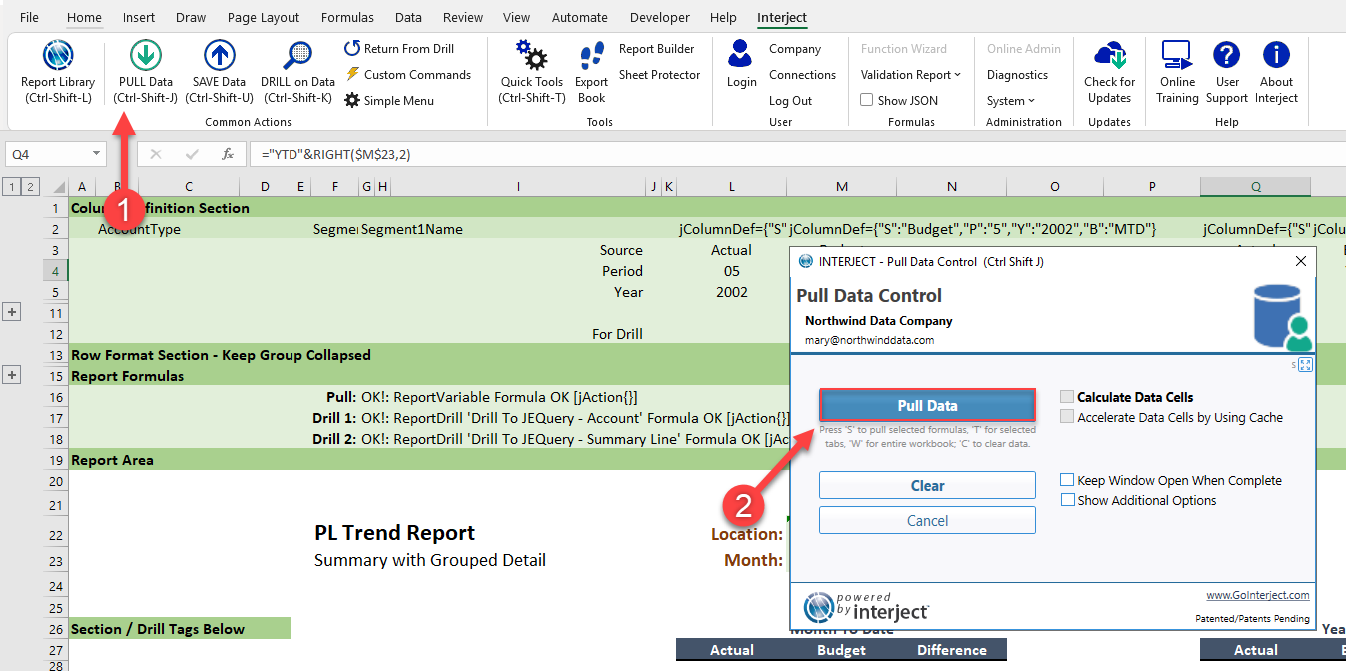 File Home Insert Draw Page Layout Formulas Data Review View Automate Developer Help Interject
Report Library
(Ctrl-Shift-L)
PULL Data
(Ctrl-Shift-J)
SAVE Data
(Ctrl-Shift-U)
DRILL on Data
(Ctrl-Shift-K)
Return From Drill
Custom Commands
Simple Menu
Common Actions
Quick Tools
(Ctrl-Shift-T)
Export
Book
Report Builder
Sheet Protector
Tools
Login
Company
Connections
Log Out
User
Function Wizard
Validation Report
Show JSON
Formulas
Online Admin
Diagnostics
System
Administration
Check for
Updates
Updates
Online
Training
User
Support
About
Interject
Help
Q4 fx ="YTD"&RIGHT($M$23,2)
1 2 A B C D E F G H I J K L M N O P Q
1
1 Colu finition Section
2 AccountType Segmer Segment1Name jColumnDef={"S" jColumnDef={"S":"Budget","P":"5","Y":"2002","B":"MTD"} jColumnDef={"S" jColu
3 Source Actual
4 Period 05
5 Year 2002
11
12 For Drill
13 Row Format Section - Keep Group Collapsed
15 Report Formulas
16 Pull: OK!: ReportVariable Formula OK [jAction{}]
17 Drill 1: OK!: ReportDrill 'Drill To JEQuery - Account' Formula OK [jAction{}]
18 Drill 2: OK!: ReportDrill 'Drill To JEQuery - Summary Line' Formula OK [jAc
19 Report Area
20
21
22 PL Trend Report Location:
23 Summary with Grouped Detail Month:
24
25
26 Section / Drill Tags Below Month To Date Yea
27 Actual Budget Difference Actual
28
INTERJECT - Pull Data Control (Ctrl Shift J)
Pull Data Control
Northwind Data Company
mary@northwinddata.com
s
Pull Data
Press 'S' to pull selected formulas, 'T' for selected
tabs, 'W' for entire workbook; 'C' to clear data.
Calculate Data Cells
Accelerate Data Cells by Using Cache
2
Clear
Cancel
Keep Window Open When Complete
Show Additional Options
powered
by interject
www.GoInterject.com
Patented/Patents Pending